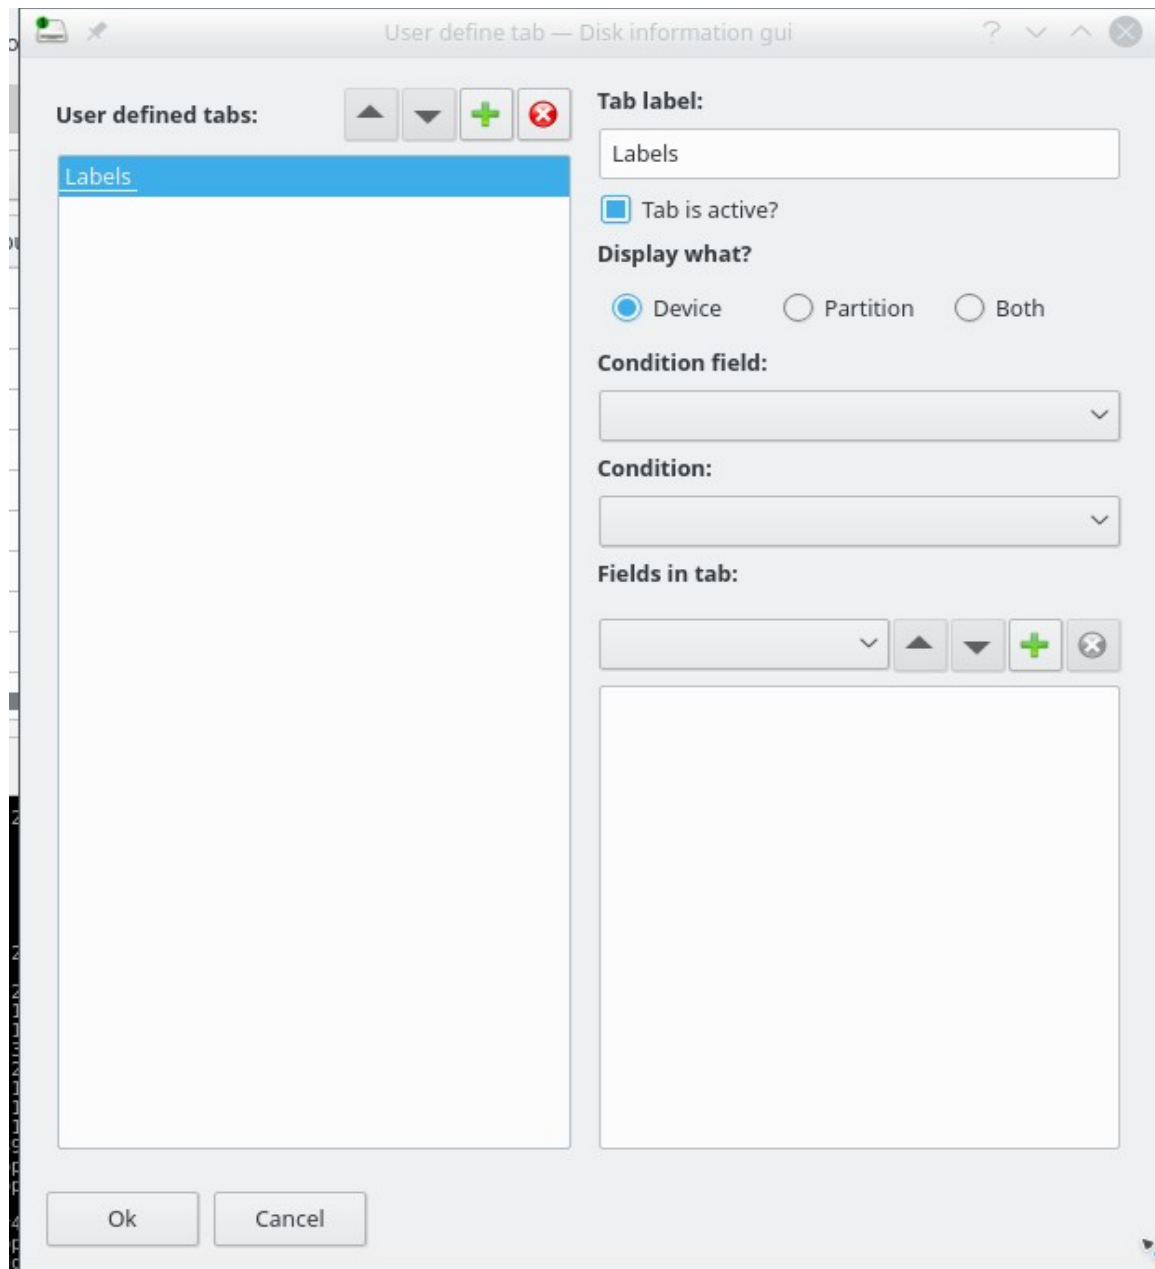 User define tab — Disk information gui
User defined tabs:
Labels
Tab label:
Labels
Tab is active?
Display what?
Device Partition Both
Condition field:
Condition:
Fields in tab:
Ok Cancel